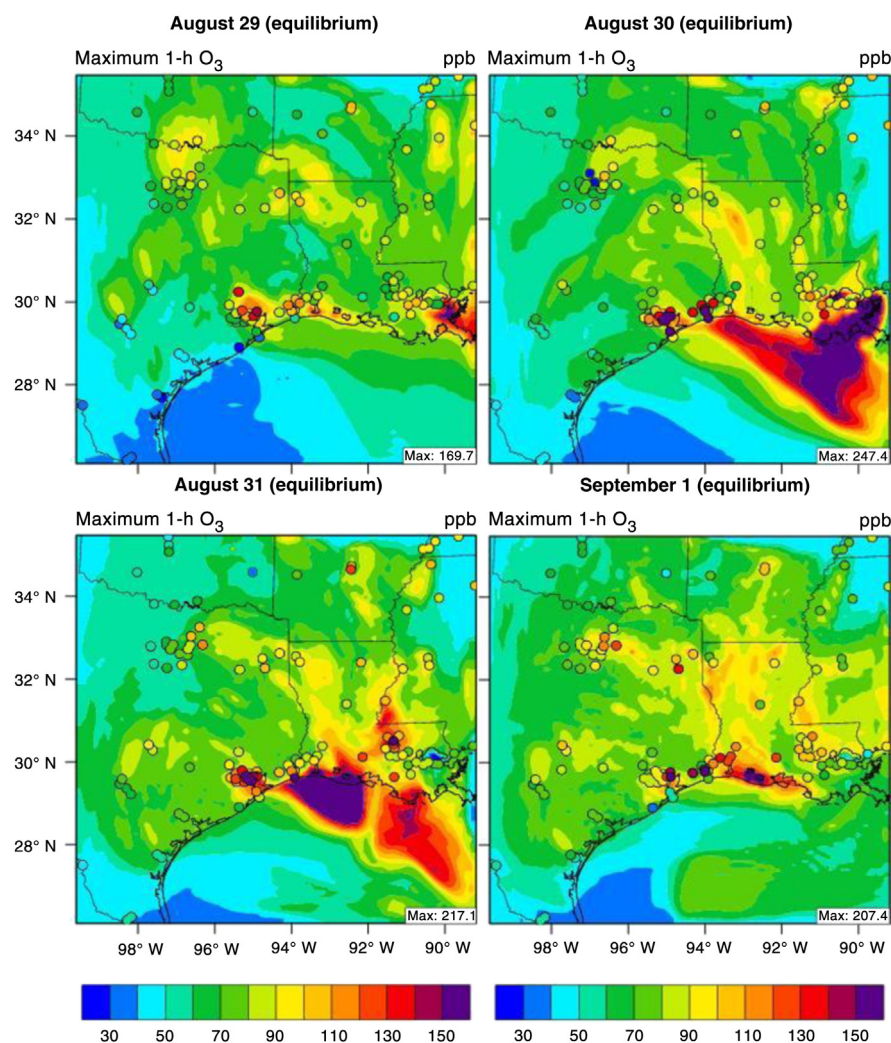 August 29 (equilibrium)
August 30 (equilibrium)
Maximum 1-h O3
ppb
Maximum 1-h O3
ppb
34° N
32° N
30° N
28° N
Max: 169.7
Max: 247.4
August 31 (equilibrium)
September 1 (equilibrium)
Maximum 1-h O3
ppb
Maximum 1-h O3
ppb
34° N
32° N
30° N
28° N
Max: 217.1
Max: 207.4
98° W 96° W 94° W 92° W 90° W
98° W 96° W 94° W 92° W 90° W
30 50 70 90 110 130 150
30 50 70 90 110 130 150